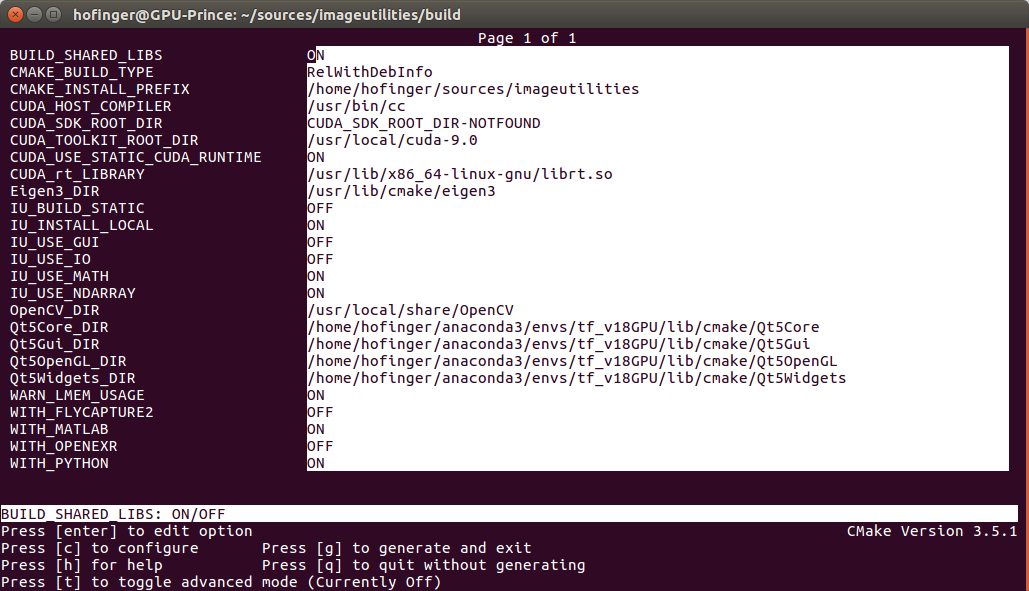 hofinger@GPU-Prince: ~/sources/imageutilities/build
Page 1 of 1
BUILD_SHARED_LIBS ON
CMAKE_BUILD_TYPE RelWithDebInfo
CMAKE_INSTALL_PREFIX /home/hofinger/sources/imageutilities
CUDA_HOST_COMPILER /usr/bin/cc
CUDA_SDK_ROOT_DIR CUDA_SDK_ROOT_DIR-NOTFOUND
CUDA_TOOLKIT_ROOT_DIR /usr/local/cuda-9.0
CUDA_USE_STATIC_CUDA_RUNTIME ON
CUDA_rt_LIBRARY /usr/lib/x86_64-linux-gnu/librt.so
Eigen3_DIR /usr/lib/cmake/eigen3
IU_BUILD_STATIC OFF
IU_INSTALL_LOCAL ON
IU_USE_GUI OFF
IU_USE_IO OFF
IU_USE_MATH ON
IU_USE_NDARRAY ON
OpenCV_DIR /usr/local/share/OpenCV
Qt5Core_DIR /home/hofinger/anaconda3/envs/tf_v18GPU/lib/cmake/Qt5Core
Qt5Gui_DIR /home/hofinger/anaconda3/envs/tf_v18GPU/lib/cmake/Qt5Gui
Qt5OpenGL_DIR /home/hofinger/anaconda3/envs/tf_v18GPU/lib/cmake/Qt5OpenGL
Qt5Widgets_DIR /home/hofinger/anaconda3/envs/tf_v18GPU/lib/cmake/Qt5Widgets
WARN_LMEM_USAGE ON
WITH_FLYCAPTURE2 OFF
WITH_MATLAB ON
WITH_OPENEXR OFF
WITH_PYTHON ON
BUILD_SHARED_LIBS: ON/OFF
Press [enter] to edit option CMake Version 3.5.1
Press [c] to configure Press [g] to generate and exit
Press [h] for help Press [q] to quit without generating
Press [t] to toggle advanced mode (Currently Off)